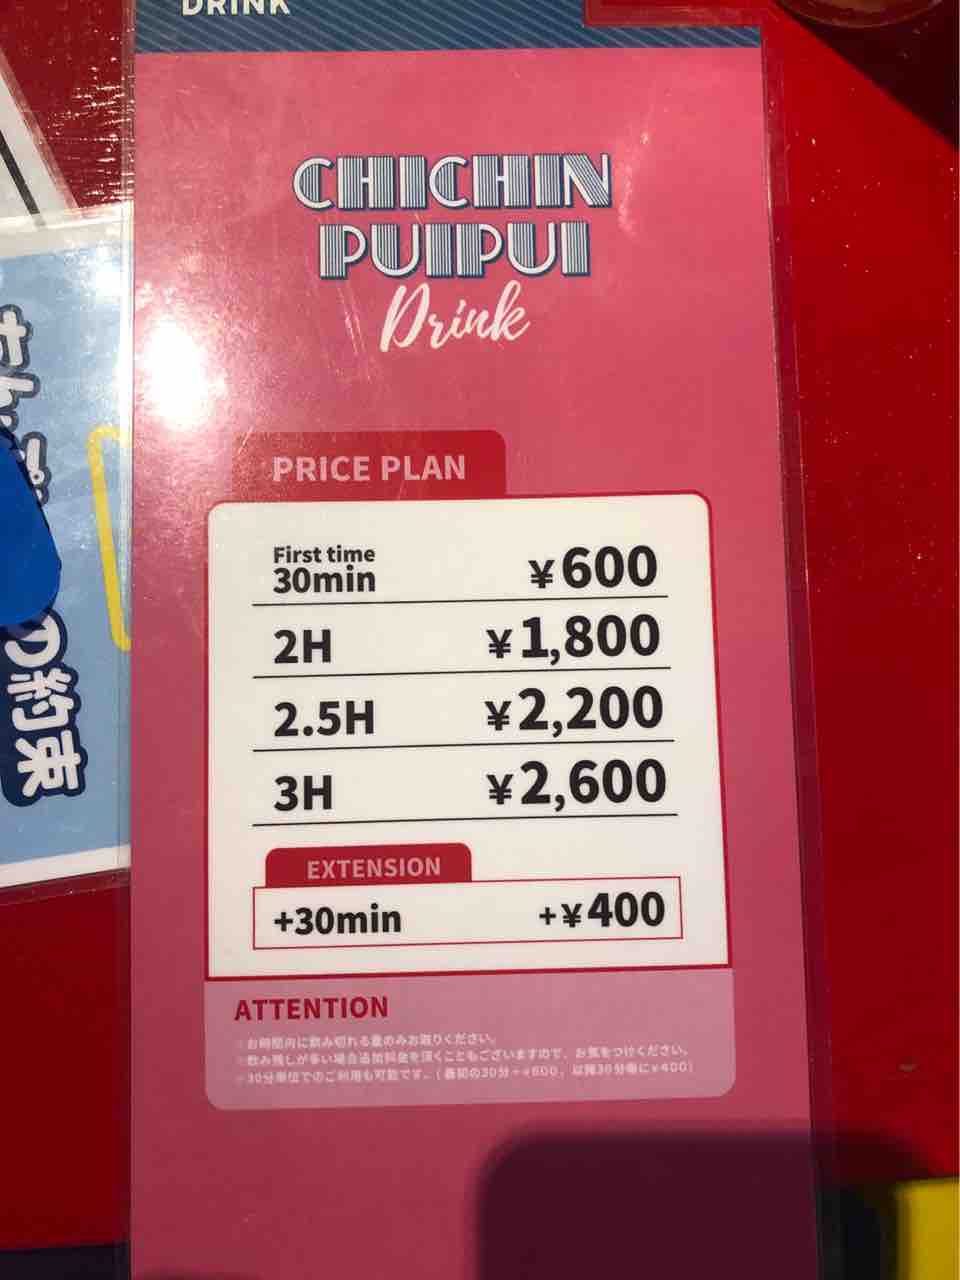 DRINK
CHICHIN
PUIPUI
Drink
PRICE PLAN
First time
30min ¥600
2H ¥1,800
2.5H ¥2,200
3H ¥2,600
EXTENSION
+30min +¥400
ATTENTION
お時間内に飲み切れる量のみお取りください。
飲み残しが多い場合追加料金を頂くこともございますので、お気をつけください。
30分単位でのご利用も可能です。(最初の30分+¥600、以降30分毎に¥400)
の約束